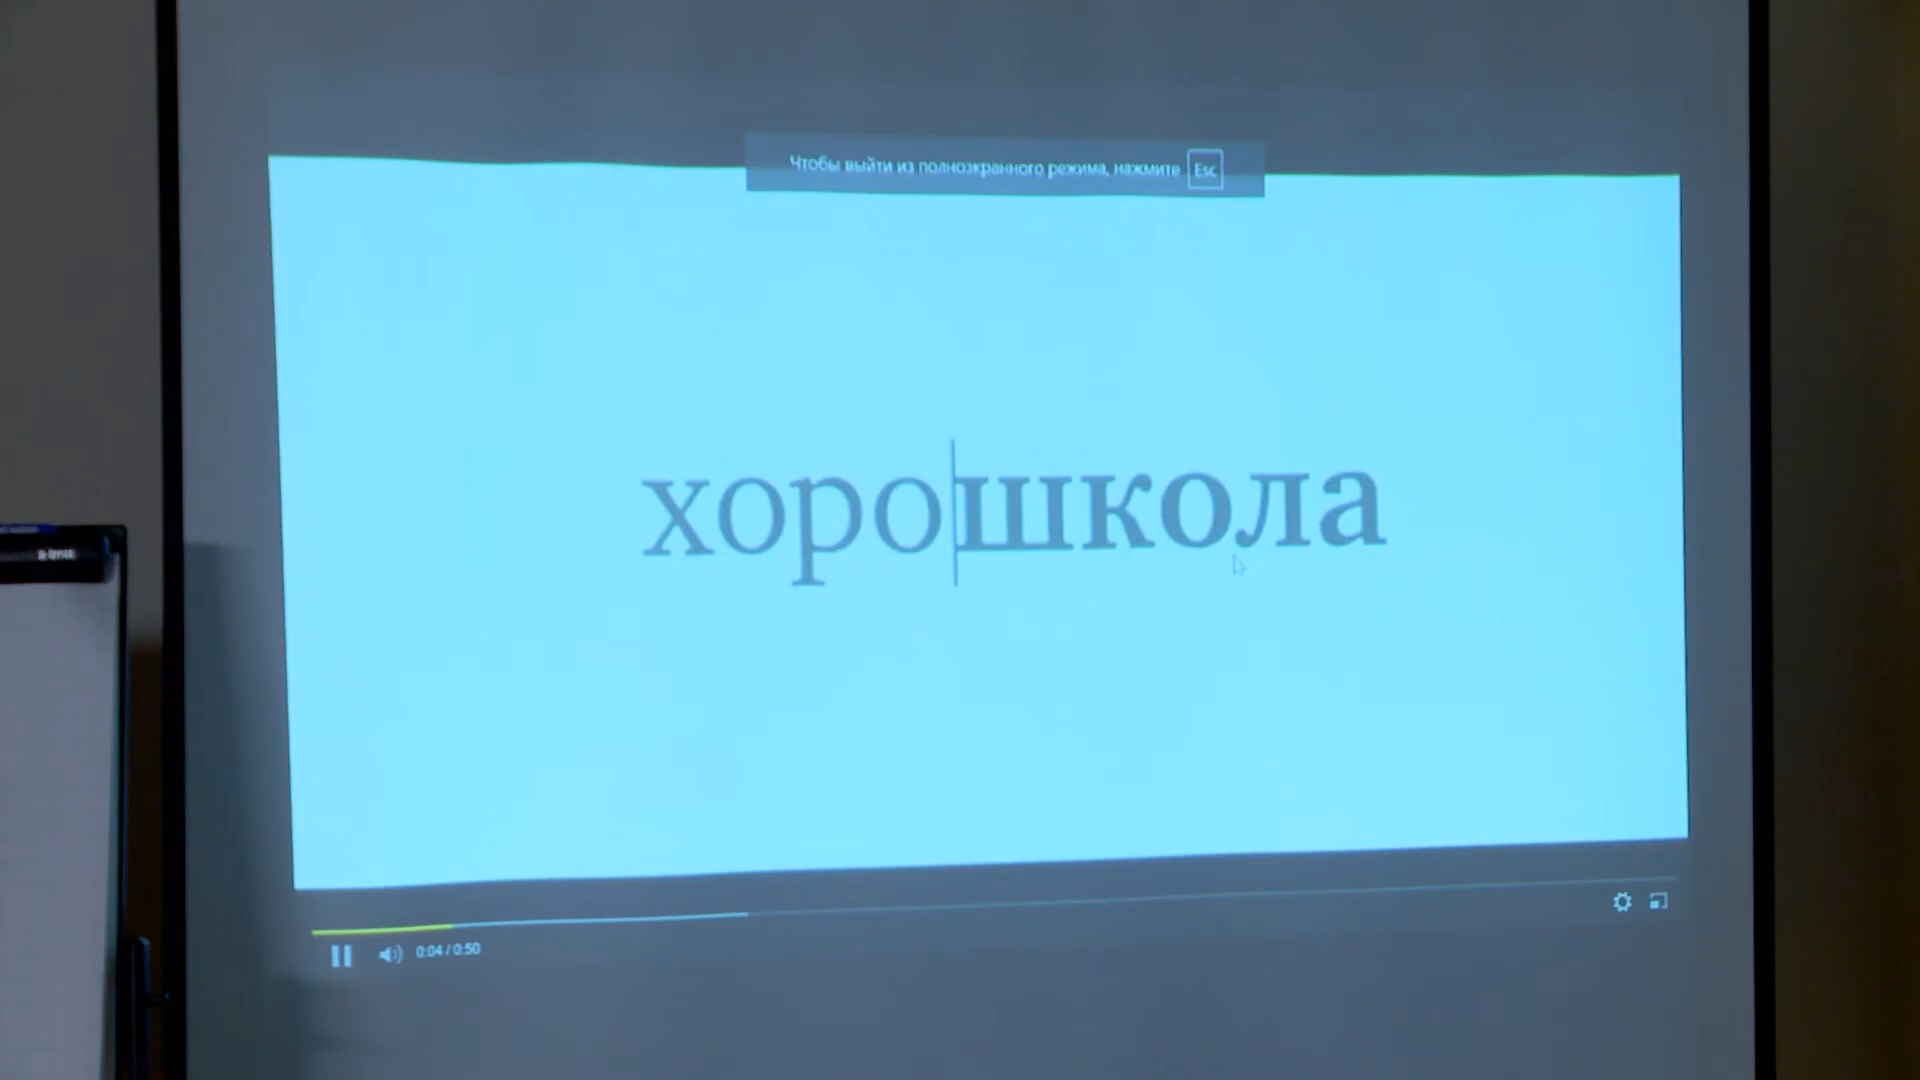 Чтобы выйти из полноэкранного режима, нажмите Esc
хорошкола
0:04 / 0:50